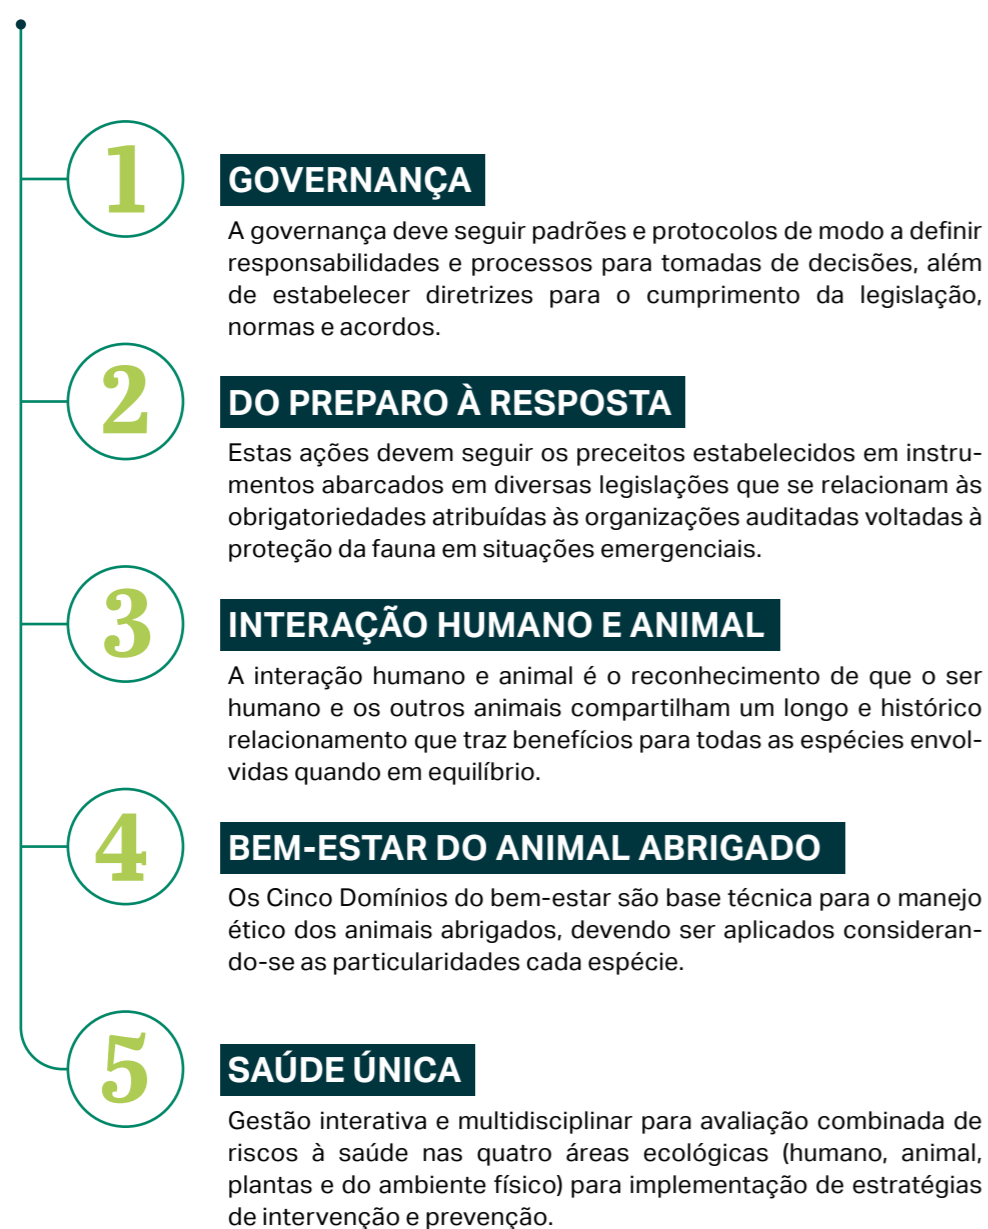 1
GOVERNANÇA
A governança deve seguir padrões e protocolos de modo a definir
responsabilidades e processos para tomadas de decisões, além
de estabelecer diretrizes para o cumprimento da legislação,
normas e acordos.
2
DO PREPARO À RESPOSTA
Estas ações devem seguir os preceitos estabelecidos em instru-
mentos abarcados em diversas legislações que se relacionam às
obrigatoriedades atribuídas às organizações auditadas voltadas à
proteção da fauna em situações emergenciais.
3
INTERAÇÃO HUMANO E ANIMAL
A interação humano e animal é o reconhecimento de que o ser
humano e os outros animais compartilham um longo e histórico
relacionamento que traz benefícios para todas as espécies envol-
vidas quando em equilíbrio.
4
BEM-ESTAR DO ANIMAL ABRIGADO
Os Cinco Domínios do bem-estar são base técnica para o manejo
ético dos animais abrigados, devendo ser aplicados consideran-
do-se as particularidades cada espécie.
5
SAÚDE ÚNICA
Gestão interativa e multidisciplinar para avaliação combinada de
riscos à saúde nas quatro áreas ecológicas (humano, animal,
plantas e do ambiente físico) para implementação de estratégias
de intervenção e prevenção.